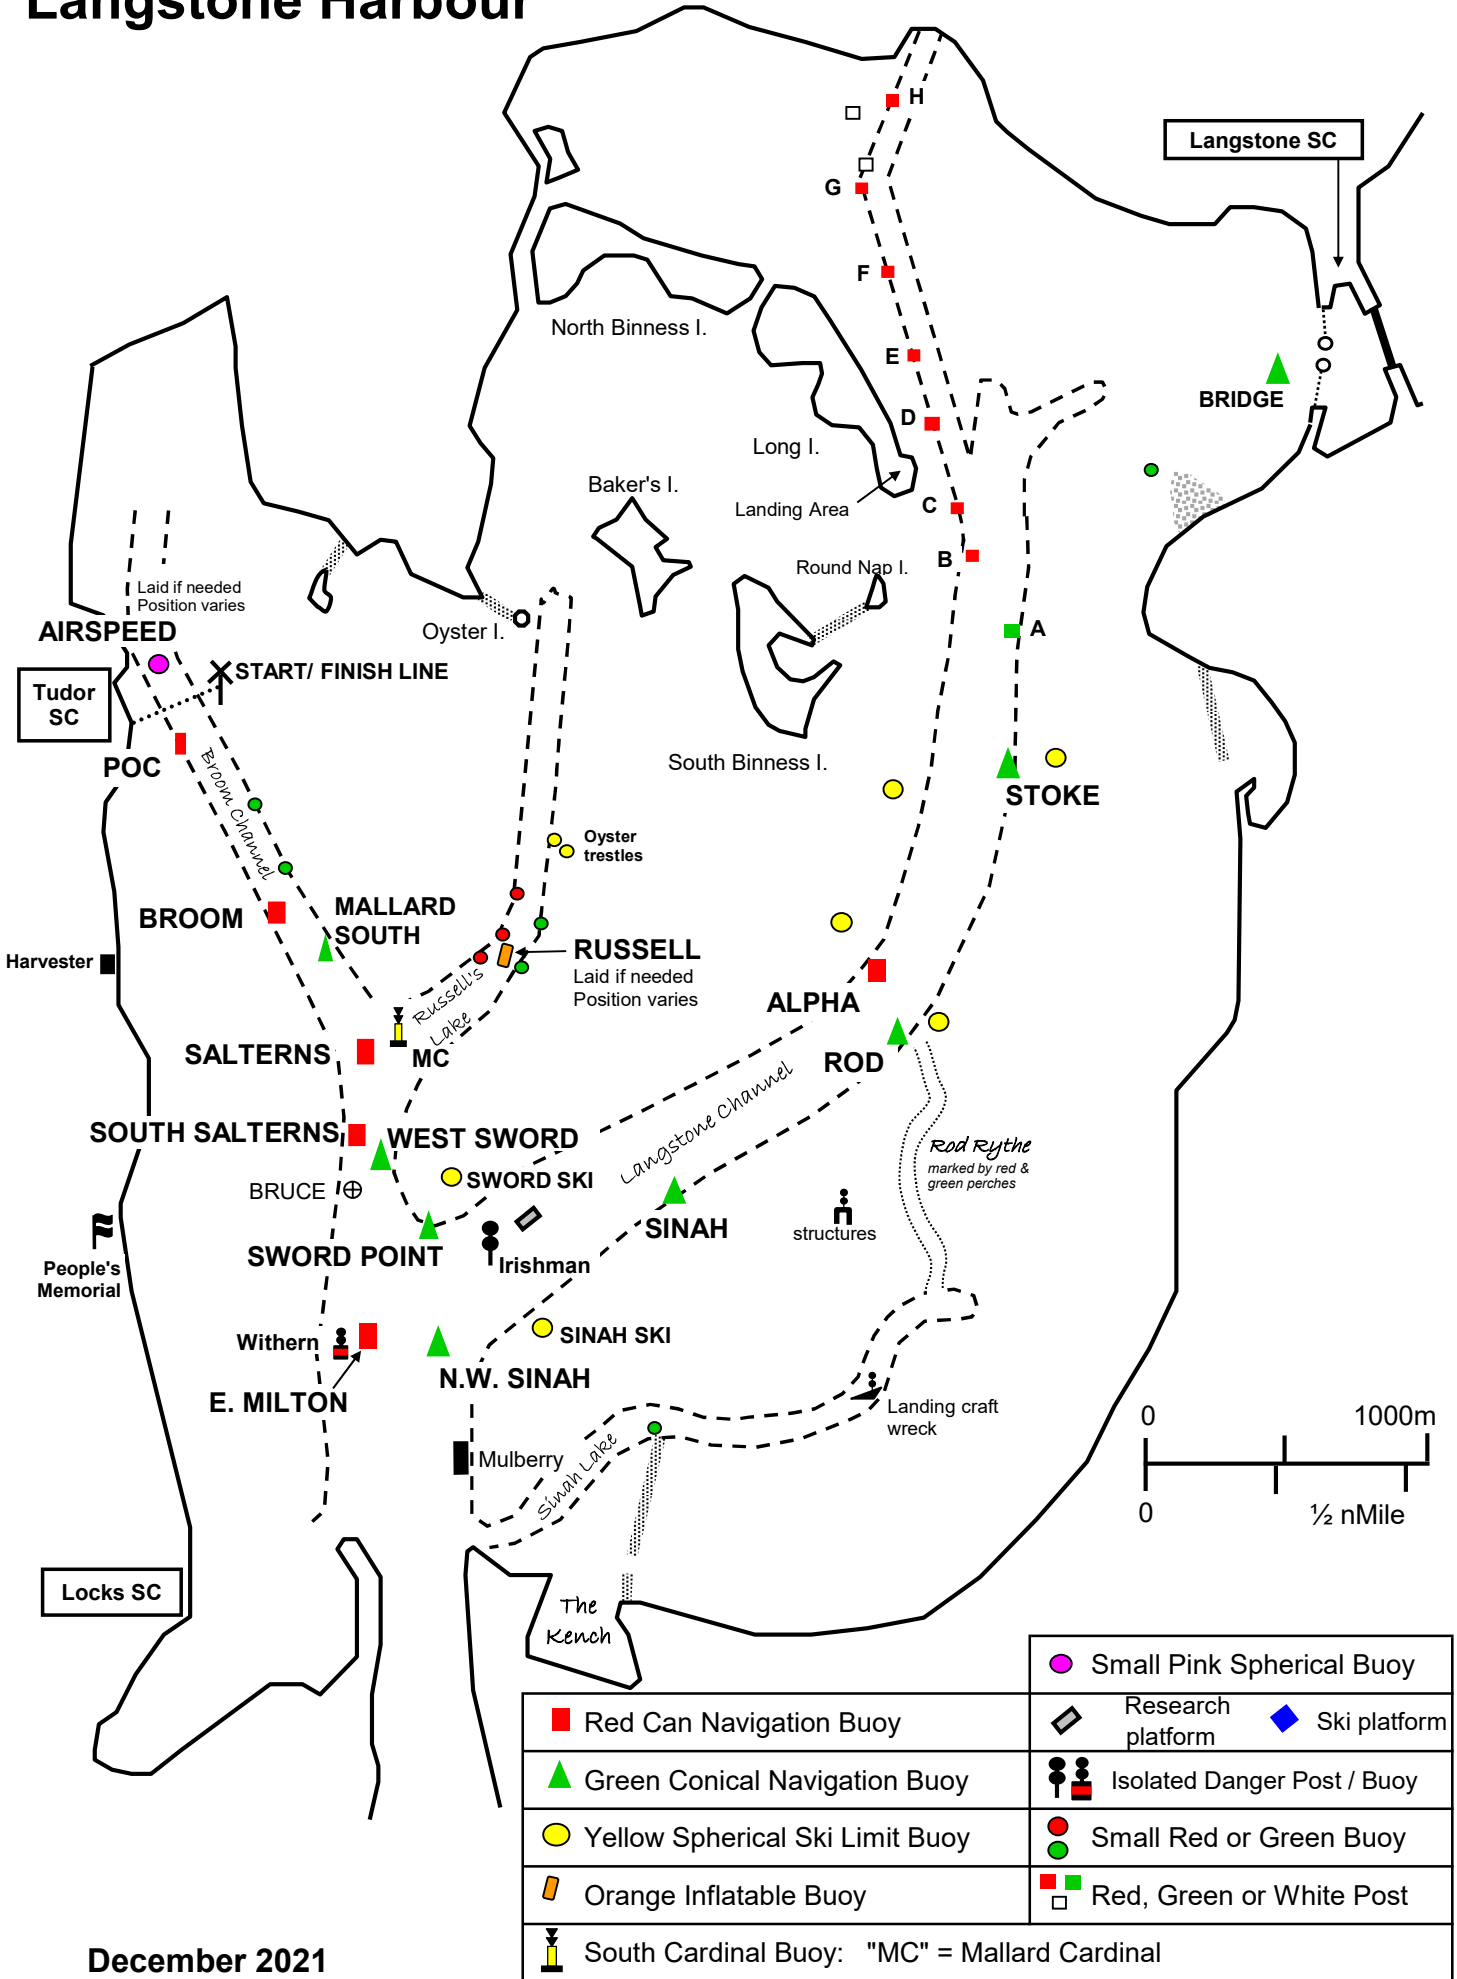 Langstone Harbour
H
Langstone SC
G
F
North Binness I.
E
BRIDGE
D
Long I.
Baker's I.
Landing Area
C
B
Round Nap I.
Laid if needed
Position varies
AIRSPEED
Oyster I.
A
START/ FINISH LINE
Tudor
SC
POC
Broom Channel
South Binness I.
STOKE
Oyster
trestles
BROOM
MALLARD
SOUTH
RUSSELL
Laid if needed
Position varies
Harvester
Russell's
Lake
ALPHA
SALTERNS
MC
ROD
Langstone Channel
SOUTH SALTERNS
WEST SWORD
Rod Rythe
marked by red &
green perches
SWORD SKI
BRUCE
SINAH
structures
SWORD POINT
Irishman
People's
Memorial
Withern
SINAH SKI
N.W. SINAH
E. MILTON
Landing craft
wreck
0 1000m
Mulberry
Sinah Lake
0 ½ nMile
Locks SC
The
Kench
Small Pink Spherical Buoy
Red Can Navigation Buoy
Research
platform
Ski platform
Green Conical Navigation Buoy
Isolated Danger Post / Buoy
Yellow Spherical Ski Limit Buoy
Small Red or Green Buoy
Orange Inflatable Buoy
Red, Green or White Post
South Cardinal Buoy: "MC" = Mallard Cardinal
December 2021